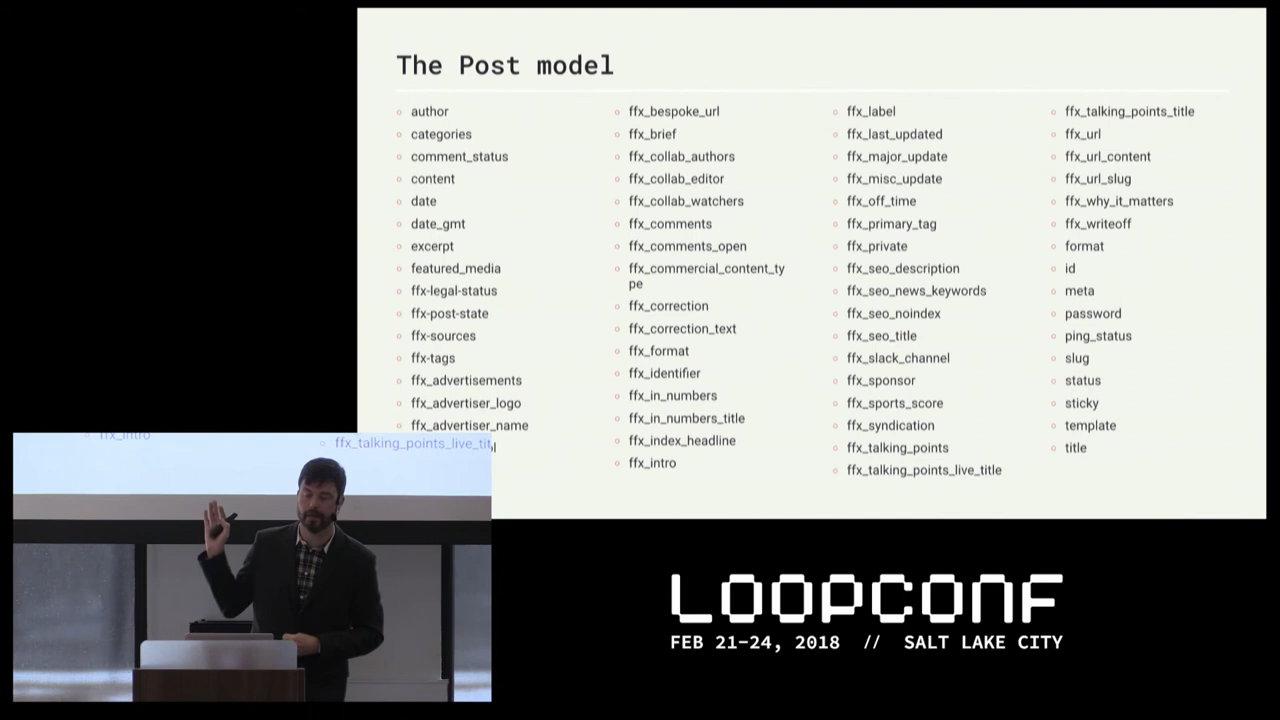 The Post model
author
categories
comment_status
content
date
date_gmt
excerpt
featured_media
ffx-legal-status
ffx-post-state
ffx-sources
ffx-tags
ffx_advertisements
ffx_advertiser_logo
ffx_advertiser_name
ffx_bespoke_url
ffx_brief
ffx_collab_authors
ffx_collab_editor
ffx_collab_watchers
ffx_comments
ffx_comments_open
ffx_commercial_content_ty
pe
ffx_correction
ffx_correction_text
ffx_format
ffx_identifier
ffx_in_numbers
ffx_in_numbers_title
ffx_index_headline
ffx_intro
ffx_label
ffx_last_updated
ffx_major_update
ffx_misc_update
ffx_off_time
ffx_primary_tag
ffx_private
ffx_seo_description
ffx_seo_news_keywords
ffx_seo_noindex
ffx_seo_title
ffx_slack_channel
ffx_sponsor
ffx_sports_score
ffx_syndication
ffx_talking_points
ffx_talking_points_live_title
ffx_talking_points_title
ffx_url
ffx_url_content
ffx_url_slug
ffx_why_it_matters
ffx_writeoff
format
id
meta
password
ping_status
slug
status
sticky
template
title
ffx_intro
ffx_talking_points_live_tit
LOOPCONF
FEB 21-24, 2018 // SALT LAKE CITY